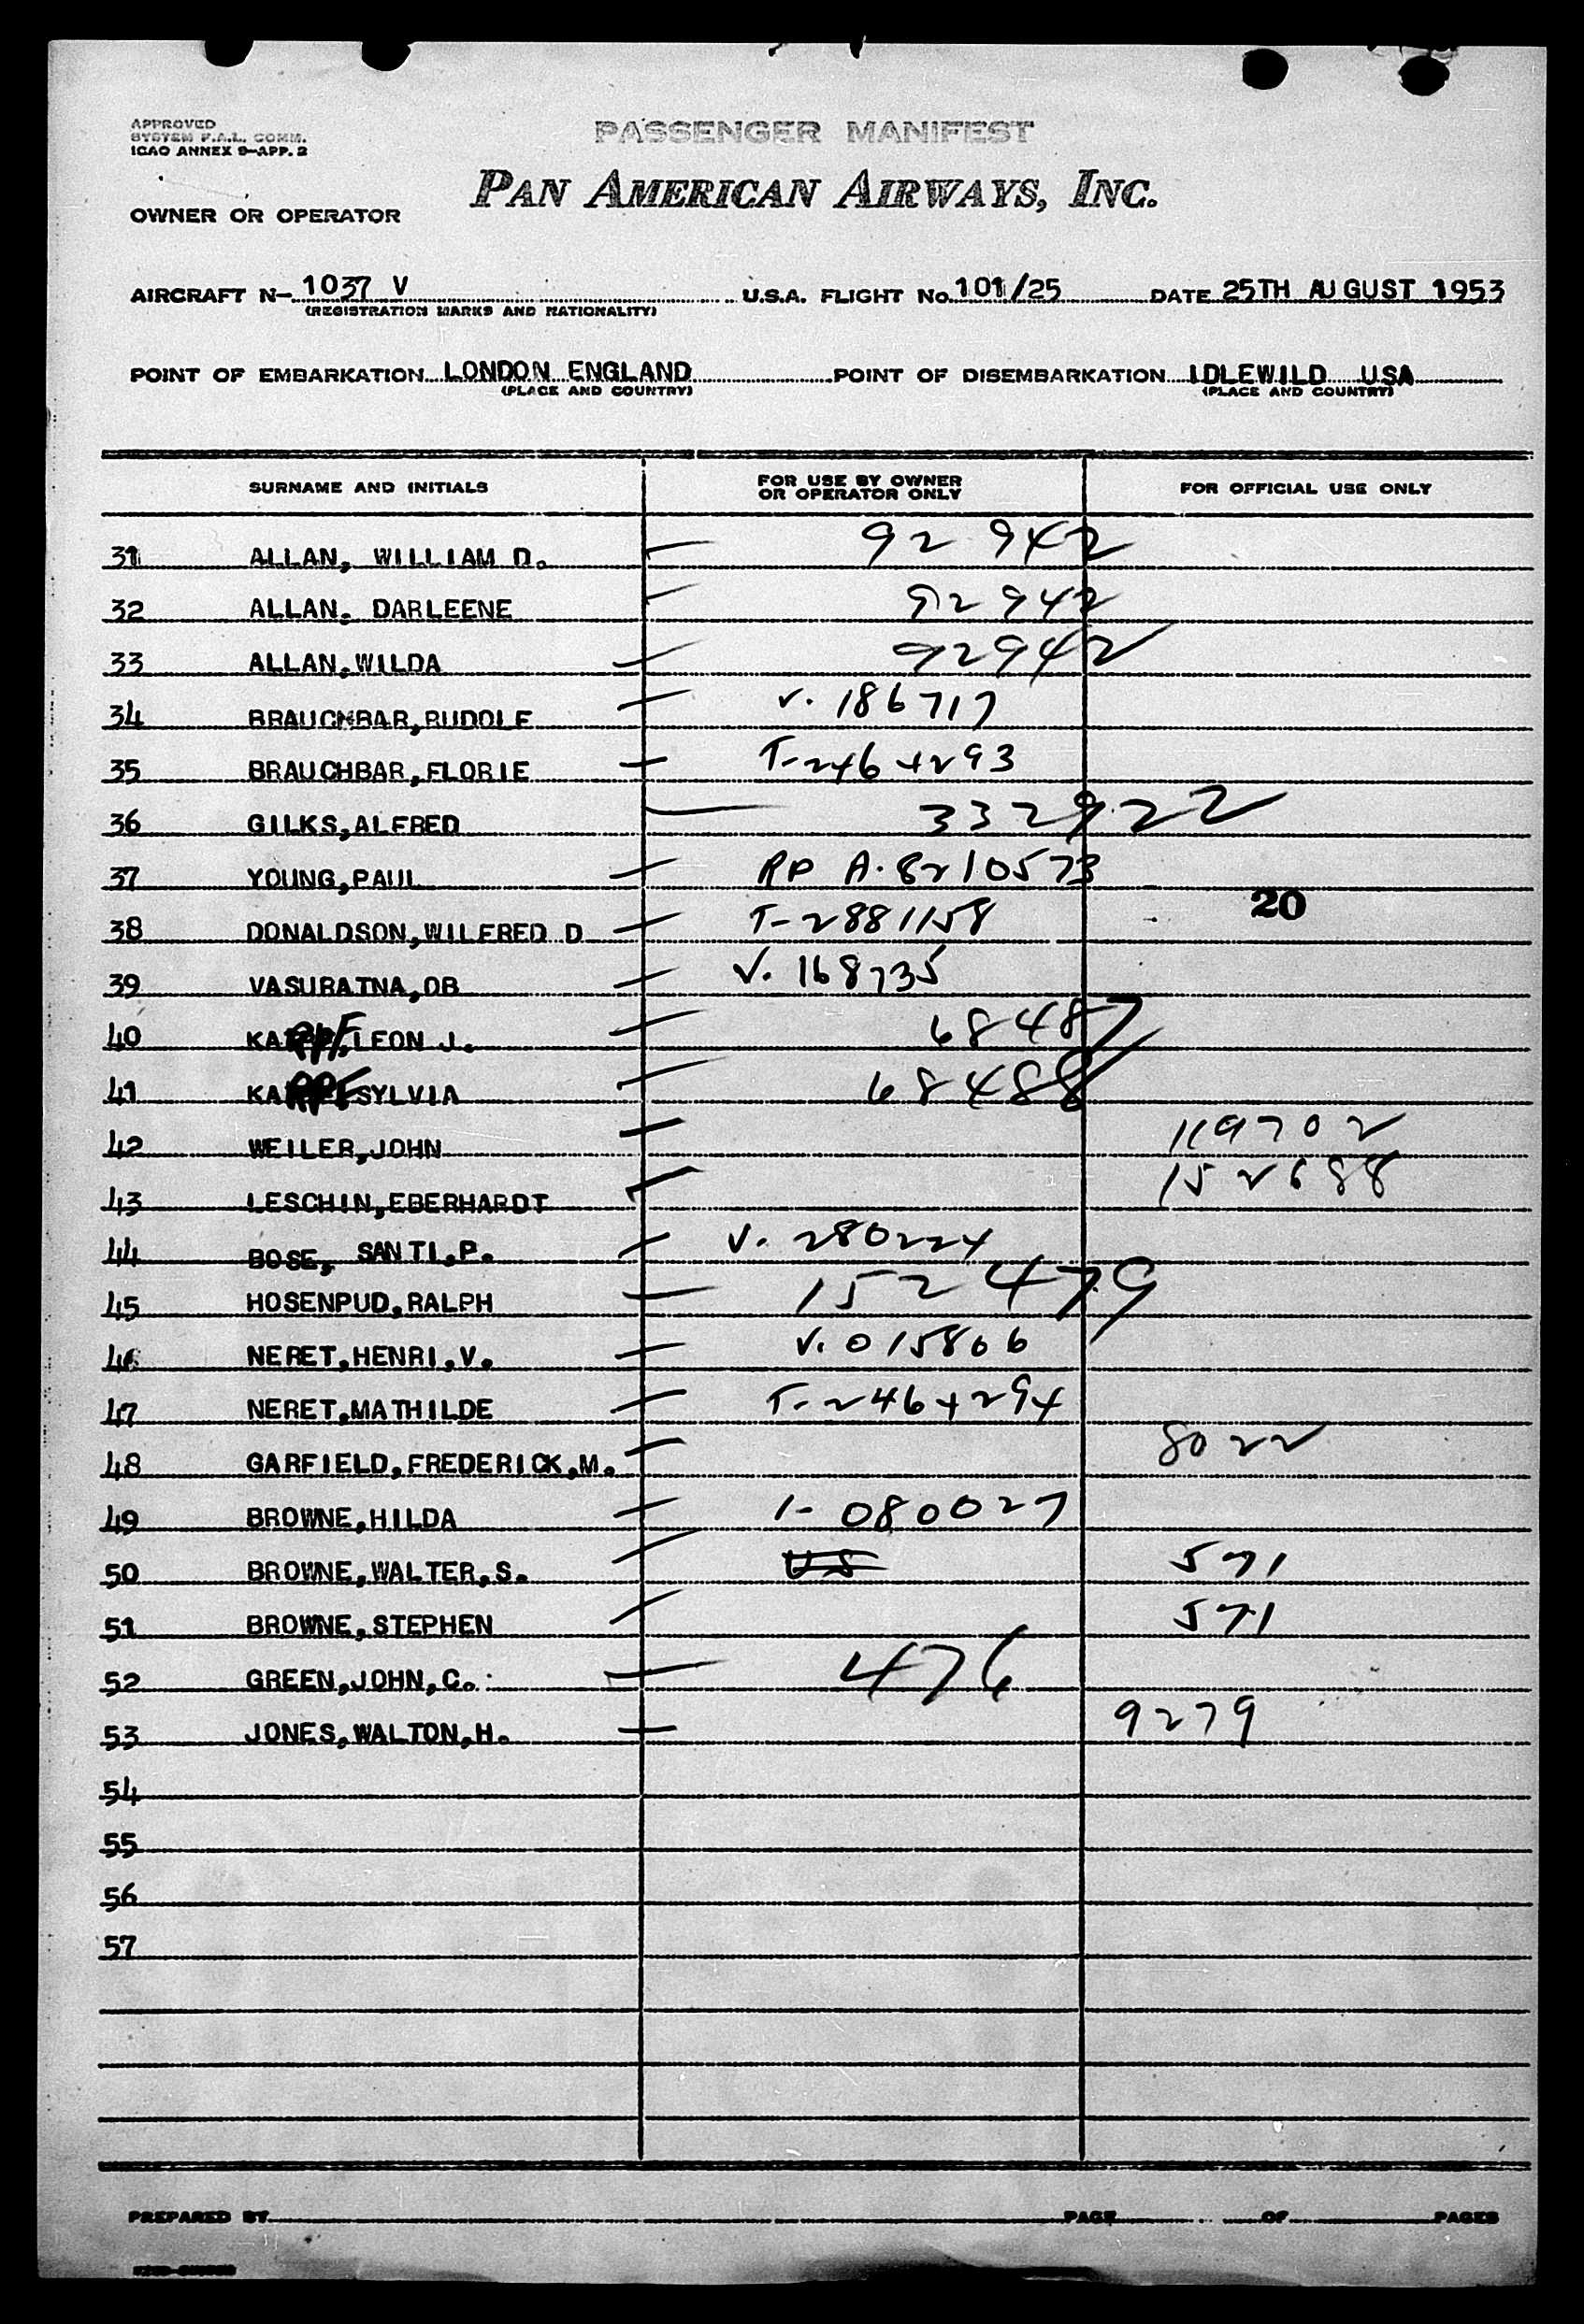 APPROVED
SYSTEM F.A.L. COMM.
ICAO ANNEX 9-APP. 2
PASSENGER MANIFEST
PAN AMERICAN AIRWAYS, INC.
OWNER OR OPERATOR
AIRCRAFT N- 1037 V U.S.A. FLIGHT No. 101/25 DATE 25TH AUGUST 1953
(REGISTRATION MARKS AND NATIONALITY)
POINT OF EMBARKATION LONDON ENGLAND POINT OF DISEMBARKATION IDLEWILD USA
(PLACE AND COUNTRY) (PLACE AND COUNTRY)
SURNAME AND INITIALS FOR USE BY OWNER OR OPERATOR ONLY FOR OFFICIAL USE ONLY
31 ALLAN, WILLIAM D. 92 942
32 ALLAN. DARLEENE 92 942
33 ALLAN,WILDA 92942
34 BRAUCHBAR,RUDOLF V. 186717
35 BRAUCHBAR,FLORIE T-2464293
36 GILKS,ALFRED 332922
37 YOUNG,PAUL RP A-8210573
20
38 DONALDSON,WILFRED D T-2881158
39 VASURATNA,OB V. 168735
40 KARPF,LEON J. 68487
41 KARPF,SYLVIA 68488
42 WEILER,JOHN 119702
43 LESCHIN,EBERHARDT 152688
44 BOSE, SANTI,P. V. 280224
45 HOSENPUD,RALPH 152479
46 NERET,HENRI,V. V. 015806
47 NERET,MATHILDE T-2464294
48 GARFIELD,FREDERICK,M. 8022
49 BROWNE,HILDA 1-080027
50 BROWNE,WALTER,S. US 571
51 BROWNE,STEPHEN 571
52 GREEN,JOHN,C. 476
53 JONES,WALTON,H. 9279
54
55
56
57
PREPARED BY PAGE OF PAGES